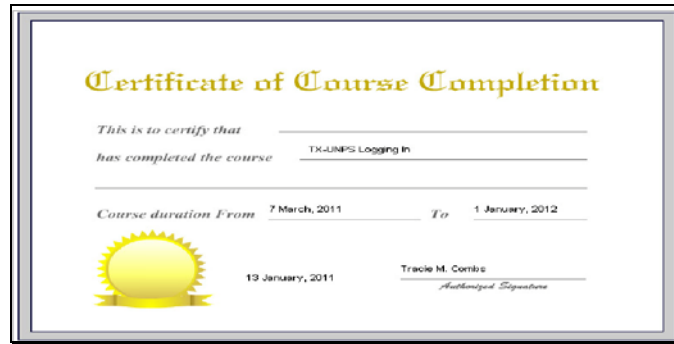 Certificate of Course Completion
This is to certify that
has completed the course TX-UNPS Logging In
Course duration From 7 March, 2011 To 1 January, 2012
13 January, 2011 Tracie M. Combs
Authorized Signature